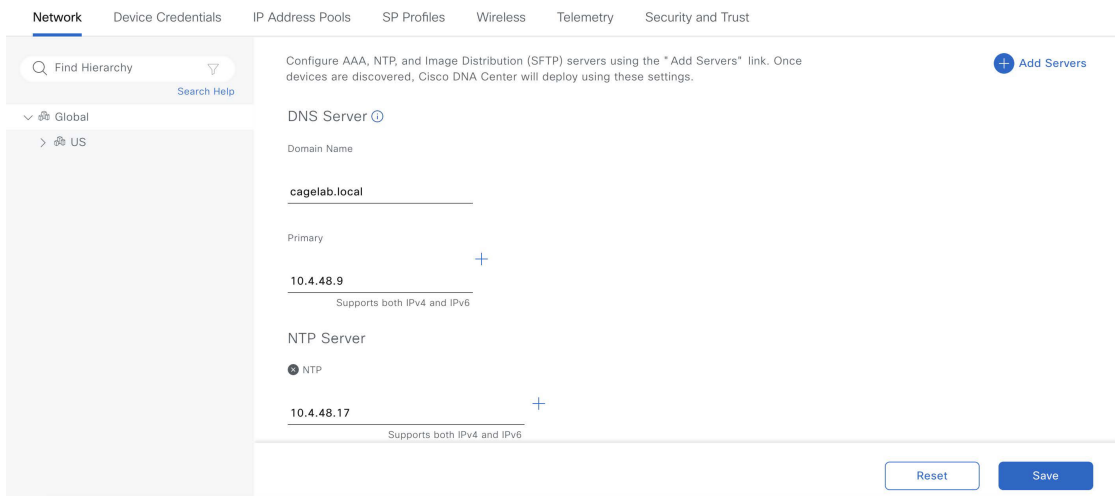 Network Device Credentials IP Address Pools SP Profiles Wireless Telemetry Security and Trust
Find Hierarchy
Search Help
Global
US
Configure AAA, NTP, and Image Distribution (SFTP) servers using the "Add Servers" link. Once
devices are discovered, Cisco DNA Center will deploy using these settings.
Add Servers
DNS Server
Domain Name
cagelab.local
Primary
10.4.48.9
Supports both IPv4 and IPv6
NTP Server
NTP
10.4.48.17
Supports both IPv4 and IPv6
Reset Save